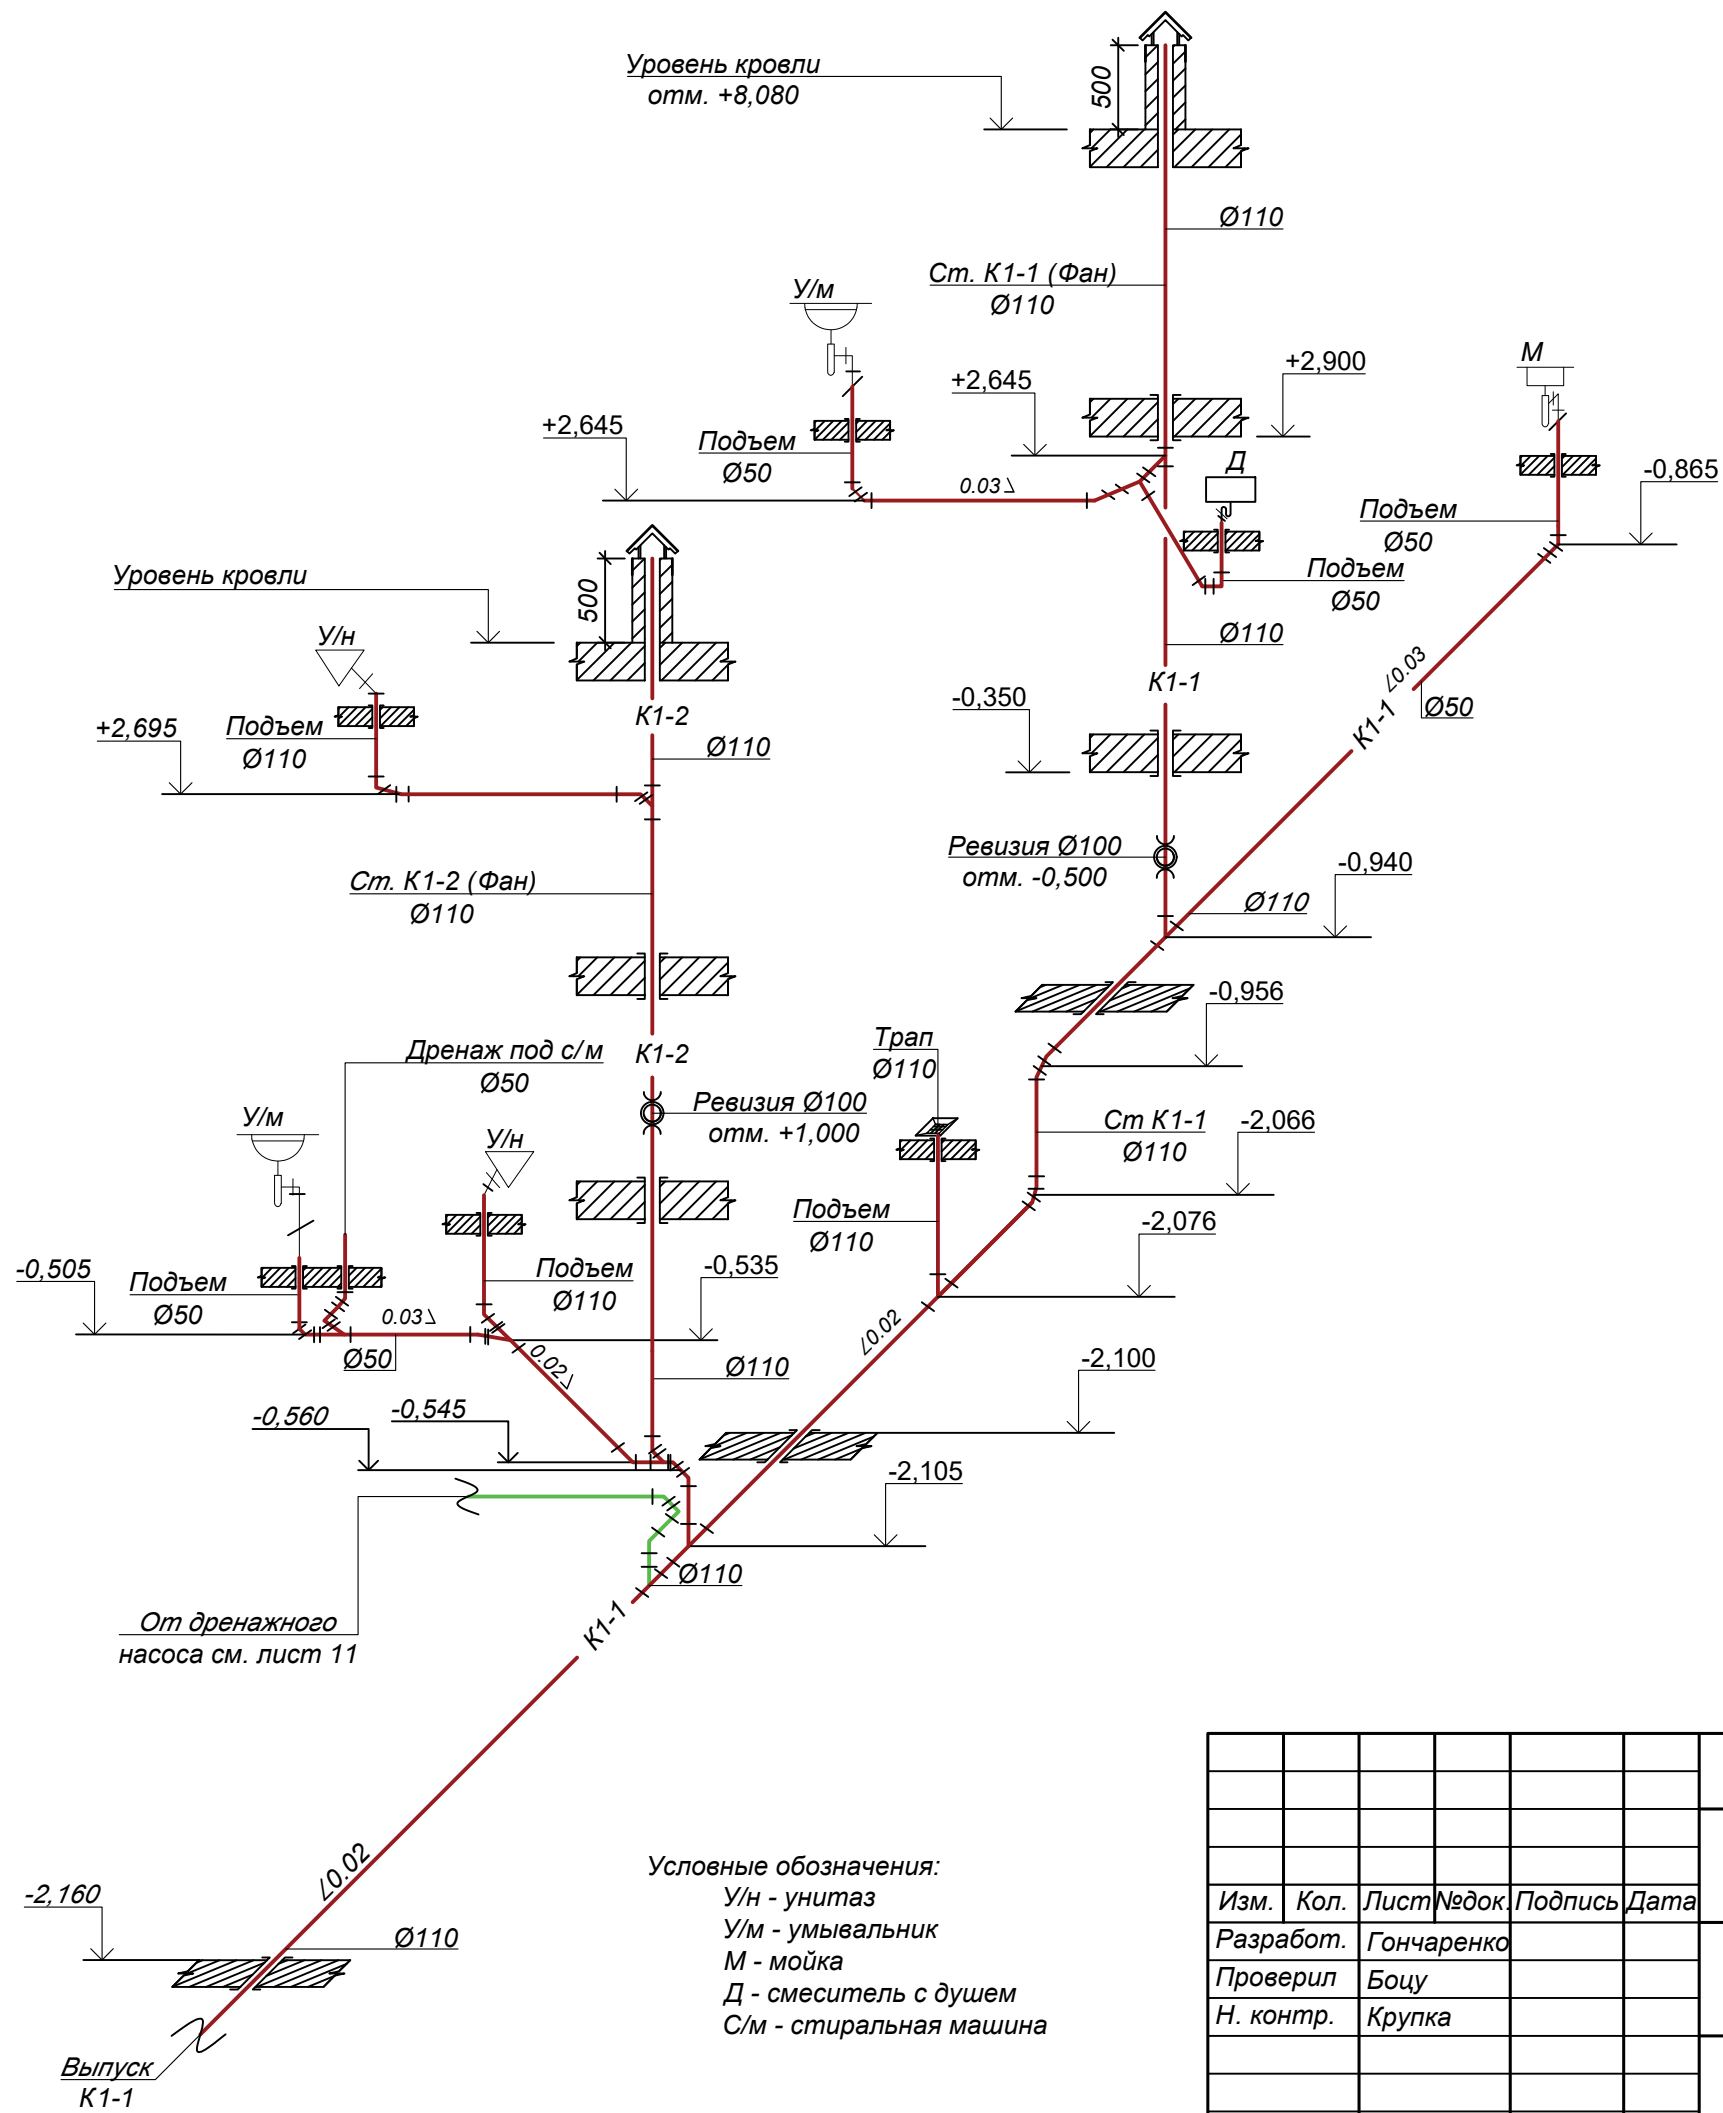 Уровень кровли
отм. +8,080
500
Ø110
Ст. К1-1 (Фан)
Ø110
У/м
+2,645
+2,900
М
+2,645
Подъем
Ø50
0.03
Д
-0,865
Подъем
Ø50
Подъем
Ø50
Уровень кровли
500
У/н
Ø110
К1-1
∠0.03
К1-1
Ø50
+2,695
Подъем
Ø110
К1-2
Ø110
-0,350
Ревизия Ø100
отм. -0,500
-0,940
Ø110
Ст. К1-2 (Фан)
Ø110
-0,956
Трап
Ø110
Дренаж под с/м
Ø50
К1-2
Ревизия Ø100
отм. +1,000
Ст К1-1
Ø110
-2,066
У/м
У/н
Подъем
Ø110
-2,076
-0,505
Подъем
Ø50
0.03
Ø50
Подъем
Ø110
-0,535
0.02
∠0.02
Ø110
-2,100
-0,560
-0,545
-2,105
Ø110
К1-1
От дренажного
насоса см. лист 11
∠0.02
-2,160
Ø110
Выпуск
К1-1
Условные обозначения:
У/н - унитаз
У/м - умывальник
М - мойка
Д - смеситель с душем
С/м - стиральная машина
Изм. Кол. Лист №док. Подпись Дата
Разработ. Гончаренко
Проверил Боцу
Н. контр. Крупка